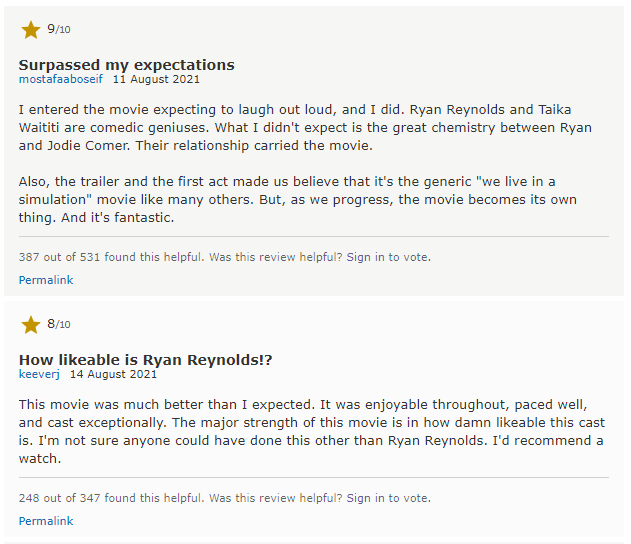 9/10
Surpassed my expectations
mostafaaboseif 11 August 2021
I entered the movie expecting to laugh out loud, and I did. Ryan Reynolds and Taika
Waititi are comedic geniuses. What I didn't expect is the great chemistry between Ryan
and Jodie Comer. Their relationship carried the movie.
Also, the trailer and the first act made us believe that it's the generic "we live in a
simulation" movie like many others. But, as we progress, the movie becomes its own
thing. And it's fantastic.
387 out of 531 found this helpful. Was this review helpful? Sign in to vote.
Permalink
8/10
How likeable is Ryan Reynolds!?
keeverj 14 August 2021
This movie was much better than I expected. It was enjoyable throughout, paced well,
and cast exceptionally. The major strength of this movie is in how damn likeable this cast
is. I'm not sure anyone could have done this other than Ryan Reynolds. I'd recommend a
watch.
248 out of 347 found this helpful. Was this review helpful? Sign in to vote.
Permalink